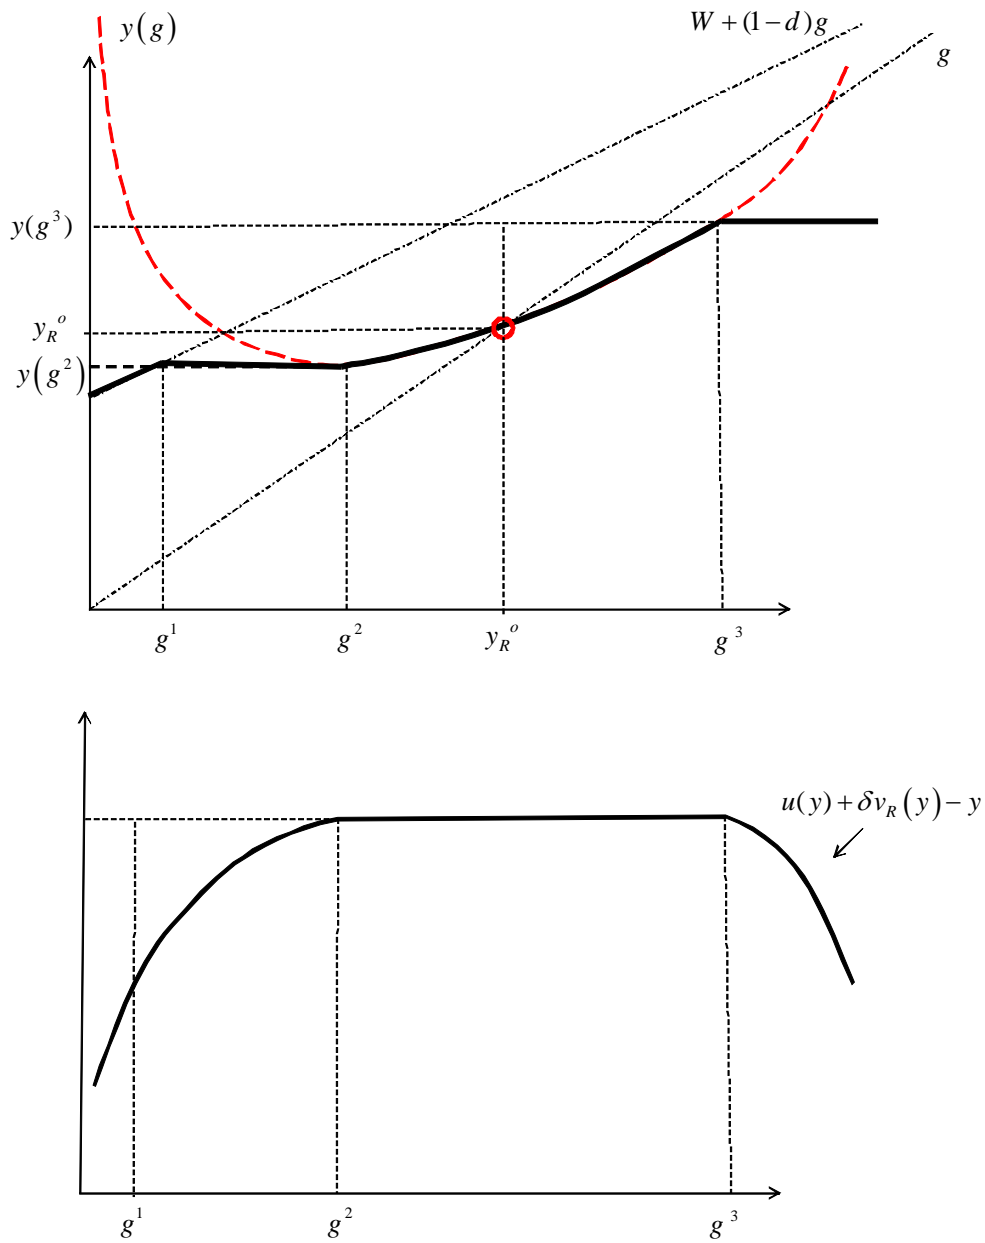 y(g)
W + (1−d)g
g
y(g³)
y_R^o
y(g²)
g¹ g² y_R^o g³
u(y) + δv_R(y) − y
g¹ g² g³